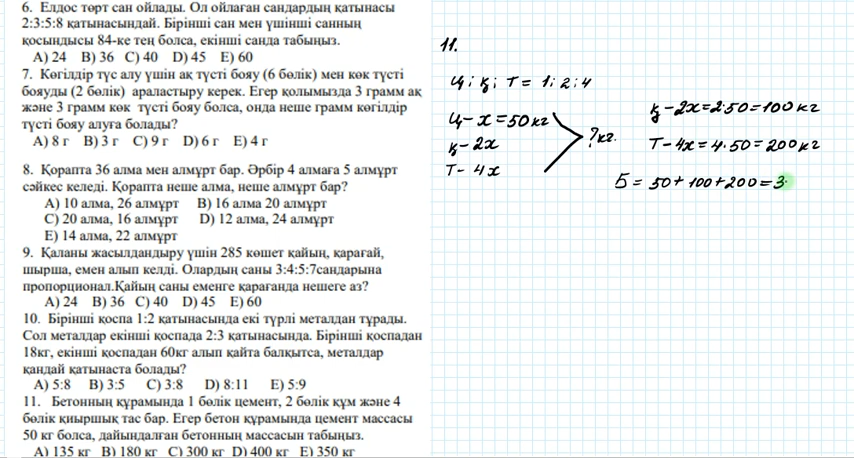 6. Елдос төрт сан ойлады. Ол ойлаған сандардың қатынасы
2:3:5:8 қатынасындай. Бірінші сан мен үшінші санның
қосындысы 84-ке тең болса, екінші санда табыңыз.
A) 24 B) 36 C) 40 D) 45 E) 60
7. Көгілдір түс алу үшін ақ түсті бояу (6 бөлік) мен көк түсті
бояуды (2 бөлік) араластыру керек. Егер қолымызда 3 грамм ақ
және 3 грамм көк түсті бояу болса, онда неше грамм көгілдір
түсті бояу алуға болады?
A) 8 г B) 3 г C) 9 г D) 6 г E) 4 г
8. Қорапта 36 алма мен алмұрт бар. Әрбір 4 алмаға 5 алмұрт
сәйкес келеді. Қорапта неше алма, неше алмұрт бар?
A) 10 алма, 26 алмұрт B) 16 алма 20 алмұрт
C) 20 алма, 16 алмұрт D) 12 алма, 24 алмұрт
E) 14 алма, 22 алмұрт
9. Қаланы жасылдандыру үшін 285 көшет қайың, қарағай,
шырша, емен алып келді. Олардың саны 3:4:5:7сандарына
пропорционал.Қайың саны еменге қарағанда нешеге аз?
A) 24 B) 36 C) 40 D) 45 E) 60
10. Бірінші қоспа 1:2 қатынасында екі түрлі металдан тұрады.
Сол металдар екінші қоспада 2:3 қатынасында. Бірінші қоспадан
18кг, екінші қоспадан 60кг алып қайта балқытса, металдар
қандай қатынаста болады?
A) 5:8 B) 3:5 C) 3:8 D) 8:11 E) 5:9
11. Бетонның құрамында 1 бөлік цемент, 2 бөлік құм және 4
бөлік қиыршық тас бар. Егер бетон құрамында цемент массасы
50 кг болса, дайындалған бетонның массасын табыңыз.
A) 135 кг B) 180 кг C) 300 кг D) 400 кг E) 350 кг
11.
Ц; Қ; Т = 1; 2; 4
Ц - x = 50 кг
Қ - 2x
Т - 4x
? кг.
Қ - 2x = 2·50 = 100 кг
Т - 4x = 4·50 = 200 кг
Б = 50 + 100 + 200 = 3